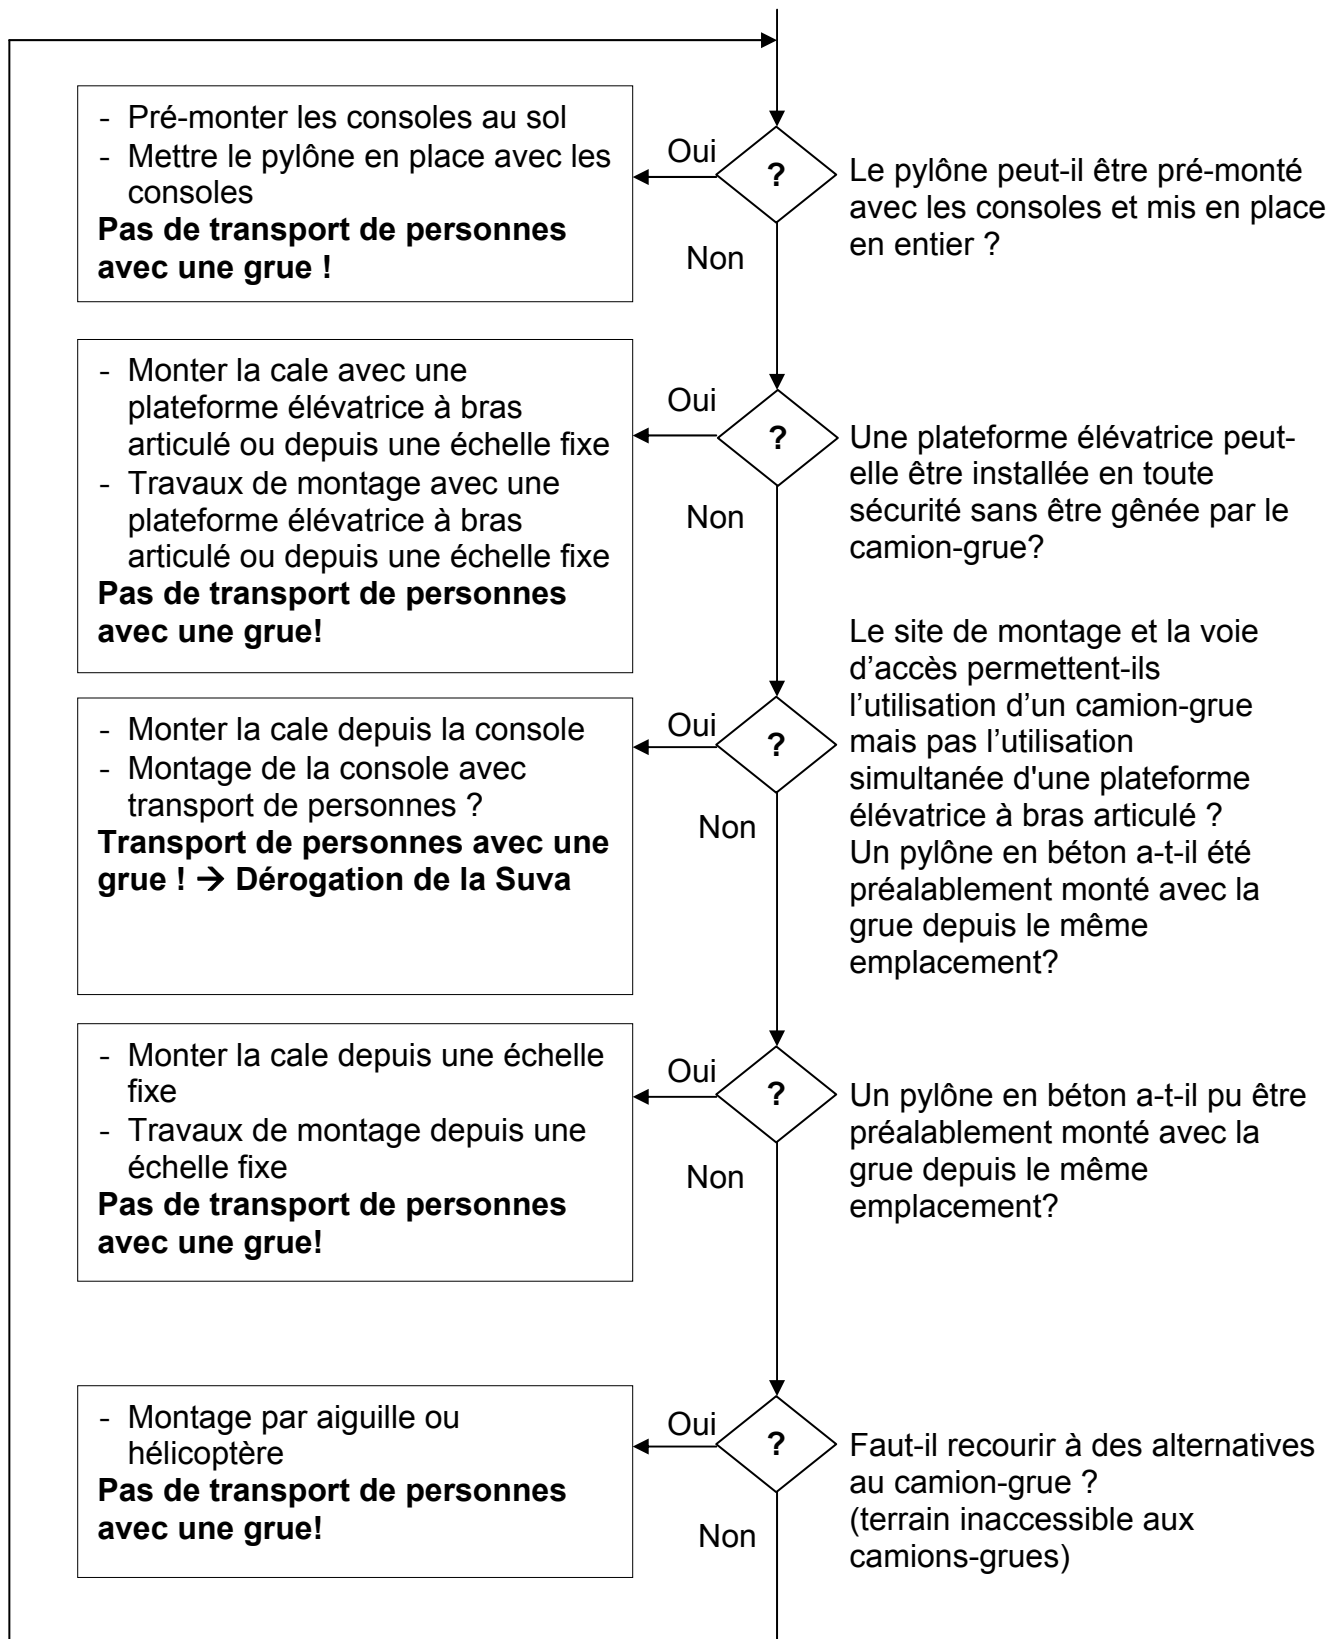 - Pré-monter les consoles au sol
- Mettre le pylône en place avec les
consoles
Pas de transport de personnes
avec une grue !
Oui
?
Non
Le pylône peut-il être pré-monté
avec les consoles et mis en place
en entier ?
- Monter la cale avec une
plateforme élévatrice à bras
articulé ou depuis une échelle fixe
- Travaux de montage avec une
plateforme élévatrice à bras
articulé ou depuis une échelle fixe
Pas de transport de personnes
avec une grue!
Oui
?
Non
Une plateforme élévatrice peut-
elle être installée en toute
sécurité sans être gênée par le
camion-grue?
- Monter la cale depuis la console
- Montage de la console avec
transport de personnes ?
Transport de personnes avec une
grue ! → Dérogation de la Suva
Oui
?
Non
Le site de montage et la voie
d’accès permettent-ils
l’utilisation d’un camion-grue
mais pas l’utilisation
simultanée d'une plateforme
élévatrice à bras articulé ?
Un pylône en béton a-t-il été
préalablement monté avec la
grue depuis le même
emplacement?
- Monter la cale depuis une échelle
fixe
- Travaux de montage depuis une
échelle fixe
Pas de transport de personnes
avec une grue!
Oui
?
Non
Un pylône en béton a-t-il pu être
préalablement monté avec la
grue depuis le même
emplacement?
- Montage par aiguille ou
hélicoptère
Pas de transport de personnes
avec une grue!
Oui
?
Non
Faut-il recourir à des alternatives
au camion-grue ?
(terrain inaccessible aux
camions-grues)